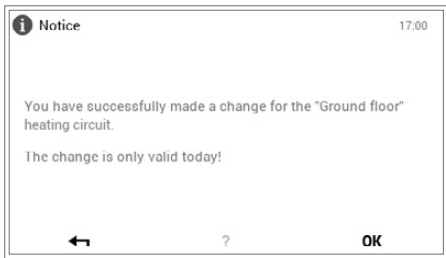 Notice
17:00
You have successfully made a change for the "Ground floor"
heating circuit.
The change is only valid today!
?
OK